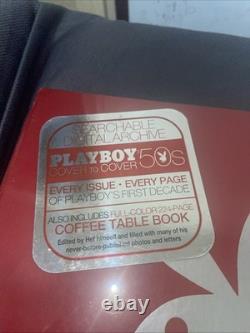 SEARCHABLE
DIGITAL ARCHIVE
PLAYBOY 50s
COVER TO COVER
EVERY ISSUE • EVERY PAGE
OF PLAYBOY'S FIRST DECADE
ALSO INCLUDES FULL-COLOR
COFFEE TABLE BOOK
Edited by Hef himself and filled with many of his
never-before-published photos and letters